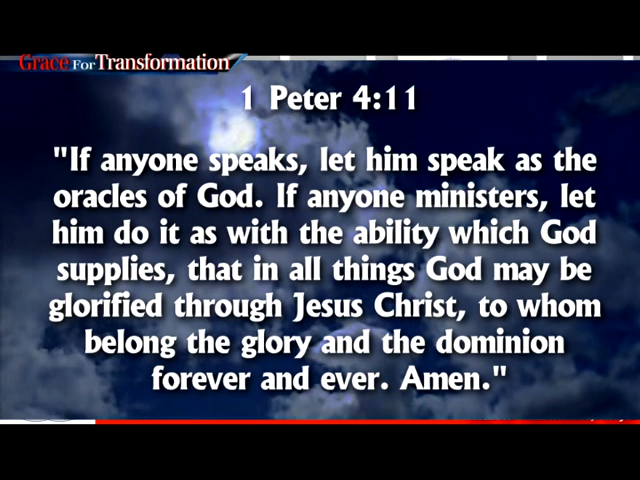 Grace For Transformation
1 Peter 4:11
"If anyone speaks, let him speak as the
oracles of God. If anyone ministers, let
him do it as with the ability which God
supplies, that in all things God may be
glorified through Jesus Christ, to whom
belong the glory and the dominion
forever and ever. Amen."